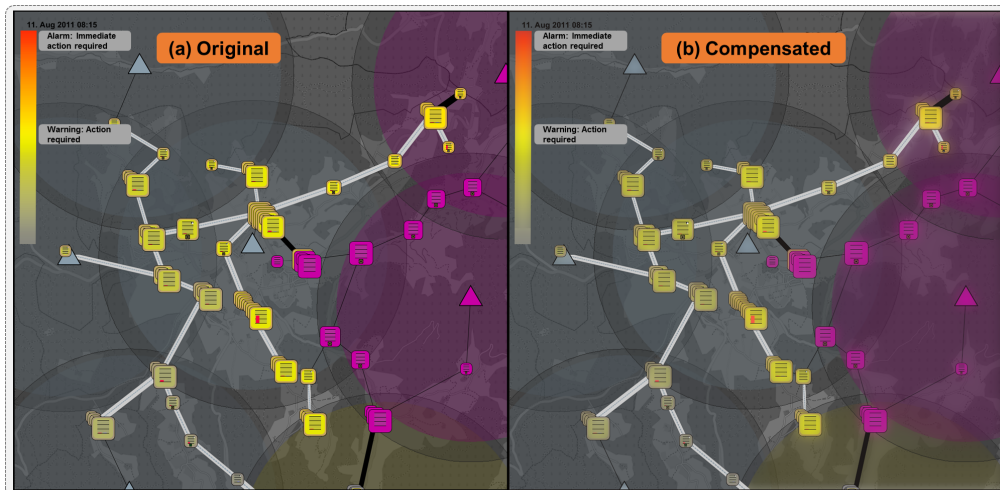 11. Aug 2011 08:15
Alarm: Immediate
action required
(a) Original
Warning: Action
required
11. Aug 2011 08:15
Alarm: Immediate
action required
(b) Compensated
Warning: Action
required